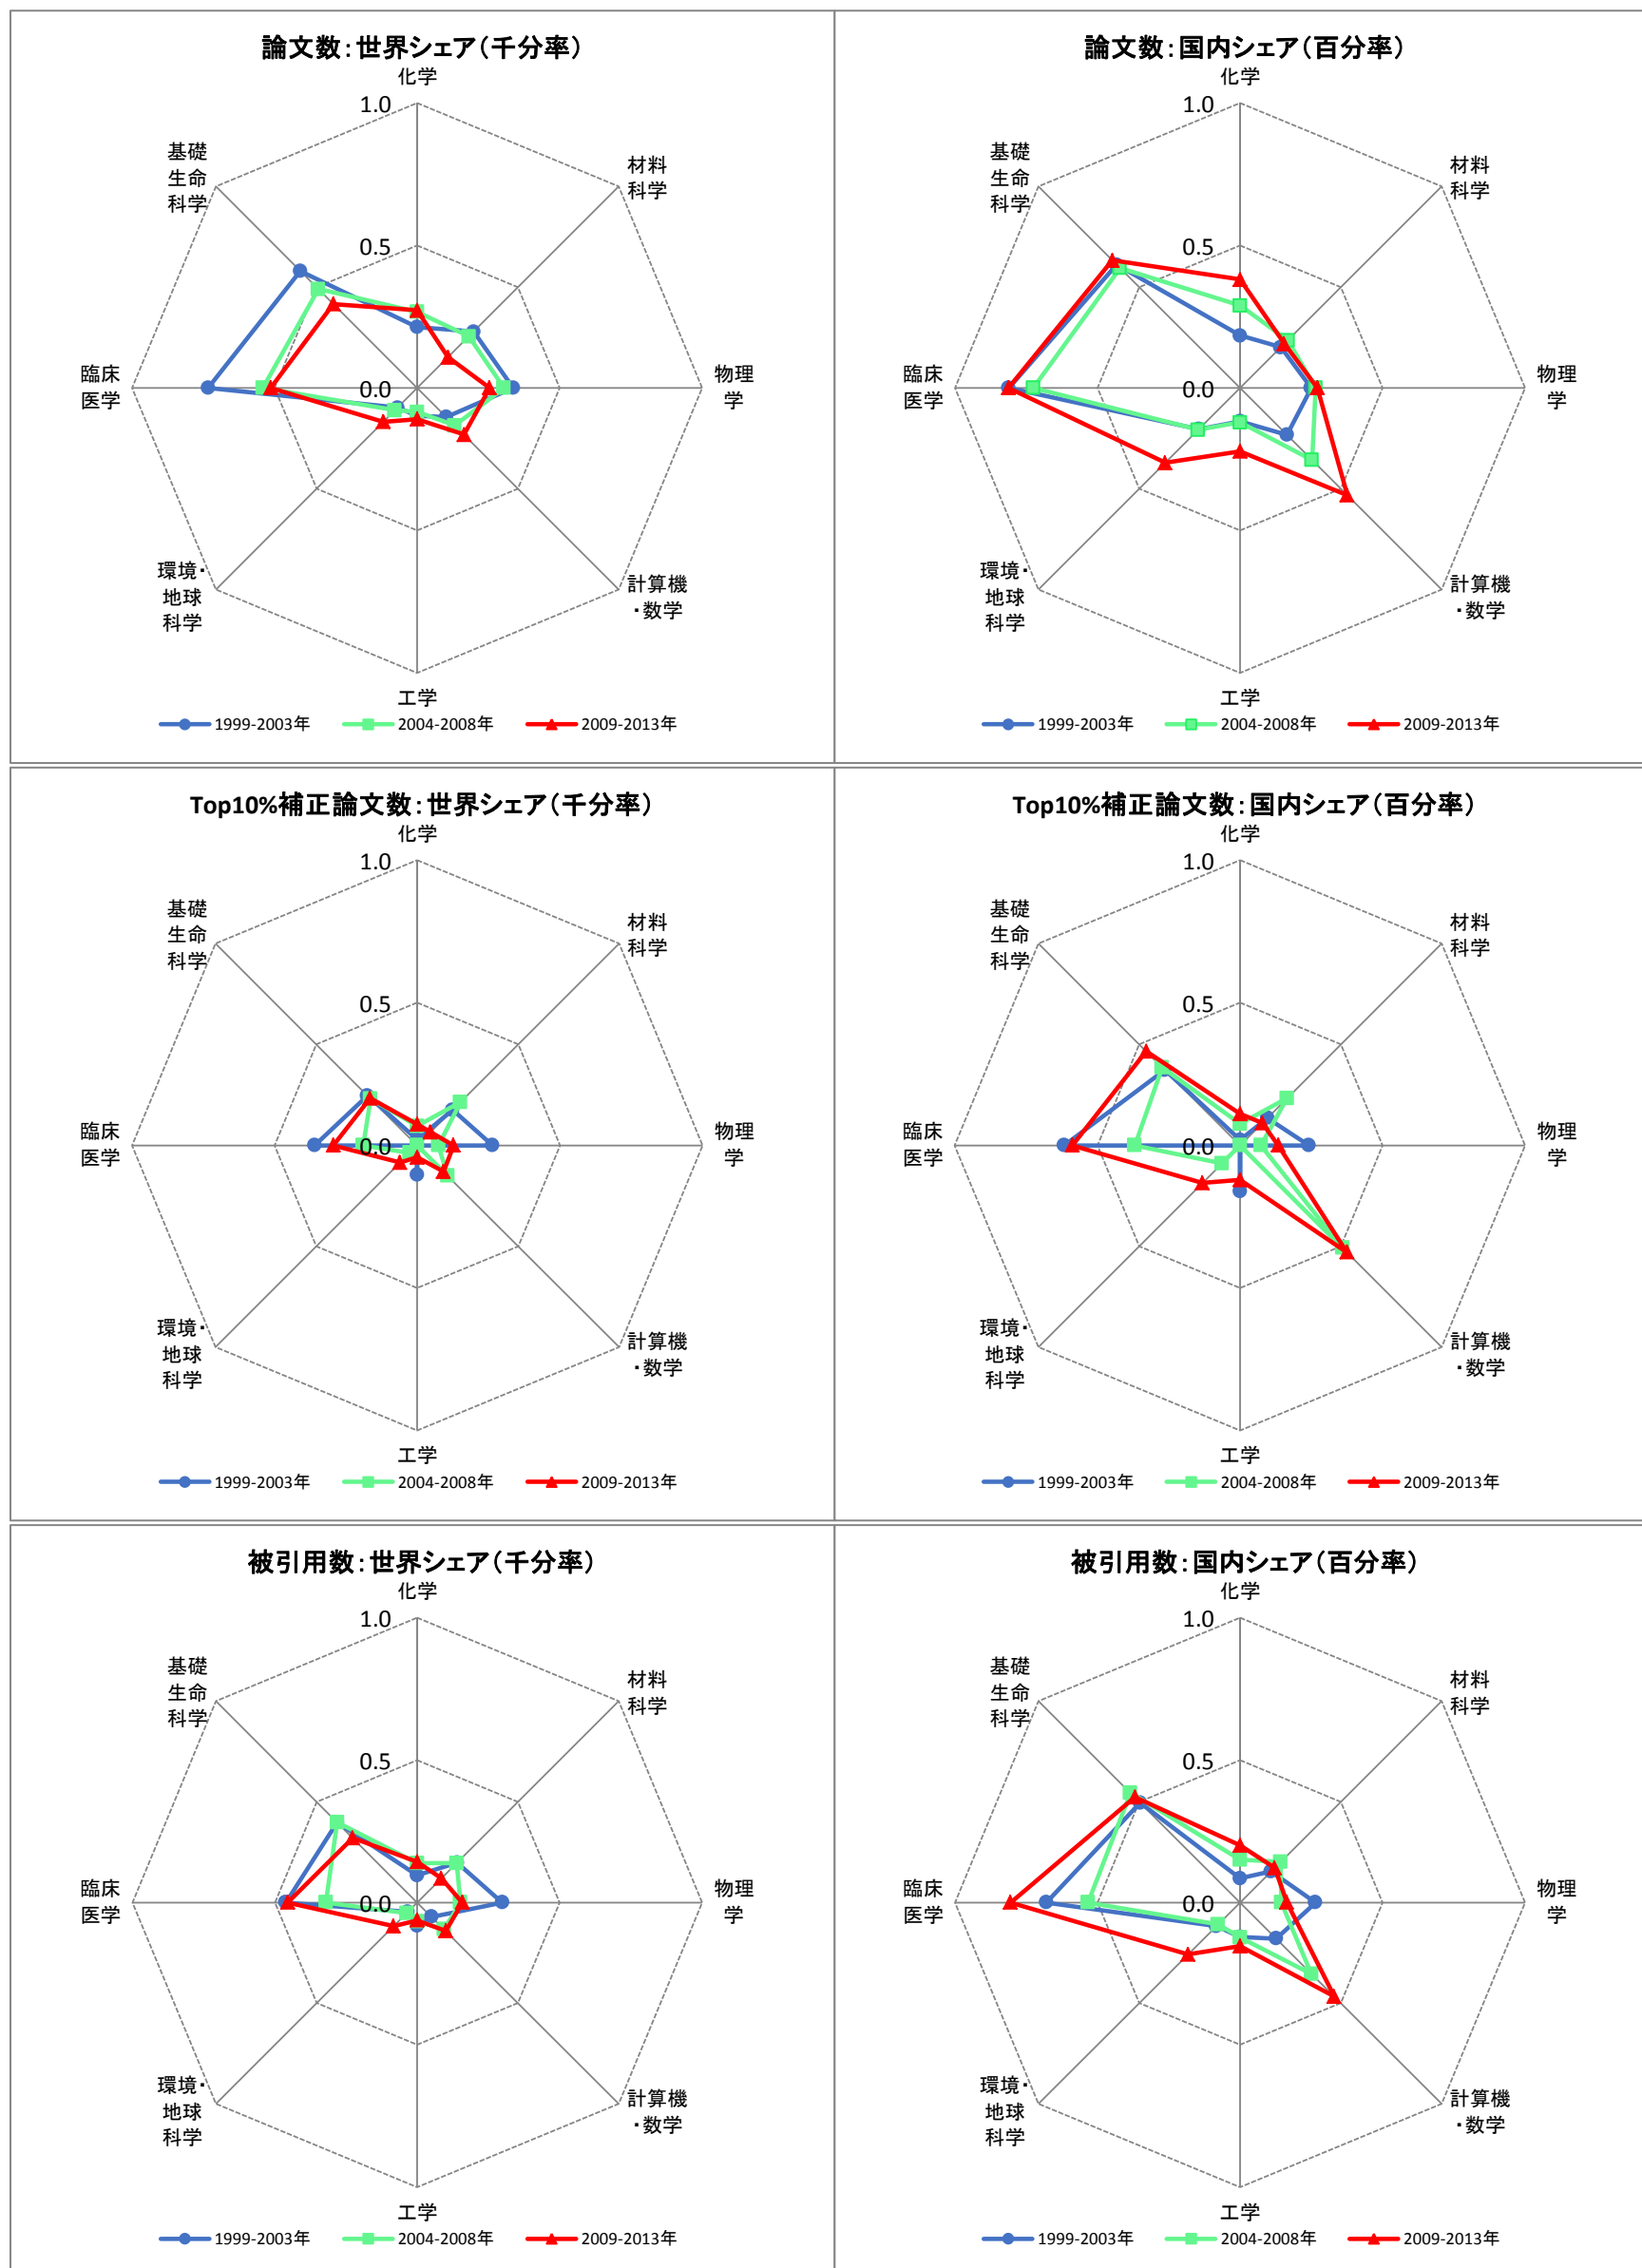 論文数：世界シェア（千分率）
化学
1.0
基礎
生命
科学
材料
科学
0.5
臨床
医学
0.0
物理
学
環境・
地球
科学
計算機
・数学
工学
1999-2003年
2004-2008年
2009-2013年
論文数：国内シェア（百分率）
化学
1.0
基礎
生命
科学
材料
科学
0.5
臨床
医学
0.0
物理
学
環境・
地球
科学
計算機
・数学
工学
1999-2003年
2004-2008年
2009-2013年
Top10%補正論文数：世界シェア（千分率）
化学
1.0
基礎
生命
科学
材料
科学
0.5
臨床
医学
0.0
物理
学
環境・
地球
科学
計算機
・数学
工学
1999-2003年
2004-2008年
2009-2013年
Top10%補正論文数：国内シェア（百分率）
化学
1.0
基礎
生命
科学
材料
科学
0.5
臨床
医学
0.0
物理
学
環境・
地球
科学
計算機
・数学
工学
1999-2003年
2004-2008年
2009-2013年
被引用数：世界シェア（千分率）
化学
1.0
基礎
生命
科学
材料
科学
0.5
臨床
医学
0.0
物理
学
環境・
地球
科学
計算機
・数学
工学
1999-2003年
2004-2008年
2009-2013年
被引用数：国内シェア（百分率）
化学
1.0
基礎
生命
科学
材料
科学
0.5
臨床
医学
0.0
物理
学
環境・
地球
科学
計算機
・数学
工学
1999-2003年
2004-2008年
2009-2013年